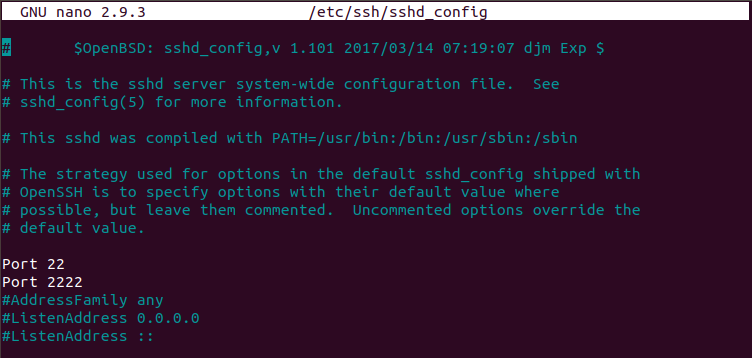 GNU nano 2.9.3 /etc/ssh/sshd_config
# $OpenBSD: sshd_config,v 1.101 2017/03/14 07:19:07 djm Exp $
# This is the sshd server system-wide configuration file. See
# sshd_config(5) for more information.
# This sshd was compiled with PATH=/usr/bin:/bin:/usr/sbin:/sbin
# The strategy used for options in the default sshd_config shipped with
# OpenSSH is to specify options with their default value where
# possible, but leave them commented. Uncommented options override the
# default value.
Port 22
Port 2222
#AddressFamily any
#ListenAddress 0.0.0.0
#ListenAddress ::